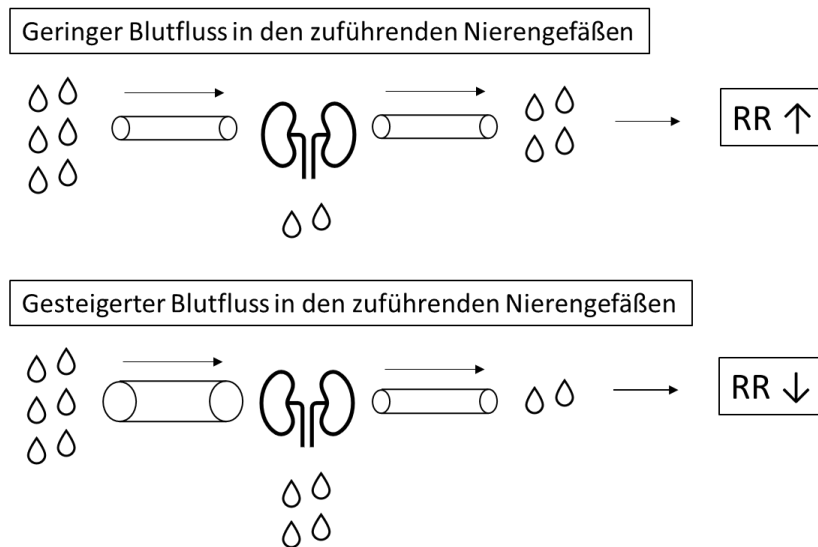 Geringer Blutfluss in den zuführenden Nierengefäßen
RR ↑
Gesteigerter Blutfluss in den zuführenden Nierengefäßen
RR ↓